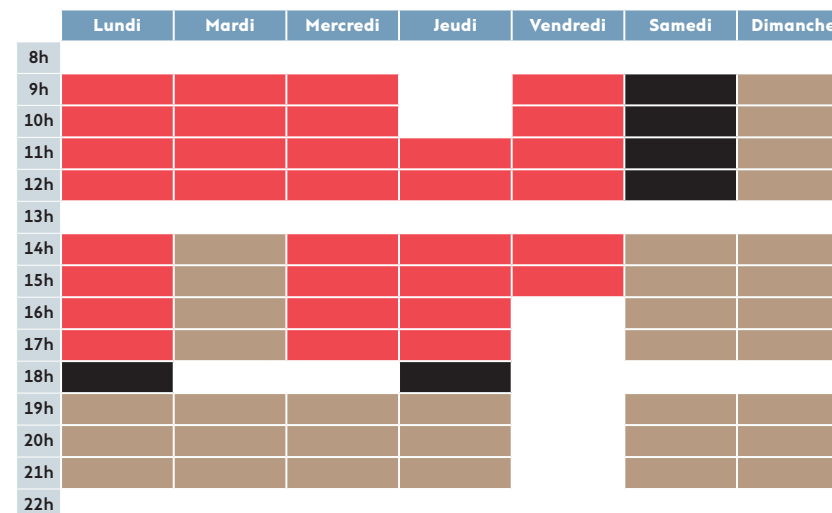 Lundi Mardi Mercredi Jeudi Vendredi Samedi Dimanche
8h
9h
10h
11h
12h
13h
14h
15h
16h
17h
18h
19h
20h
21h
22h